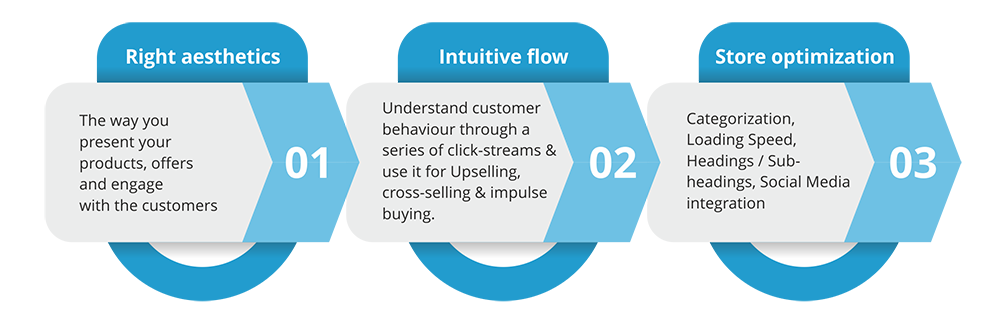 Right aesthetics
The way you
present your
products, offers
and engage
with the customers
01
Intuitive flow
Understand customer
behaviour through a
series of click-streams &
use it for Upselling,
cross-selling & impulse
buying.
02
Store optimization
Categorization,
Loading Speed,
Headings / Sub-
headings, Social Media
integration
03